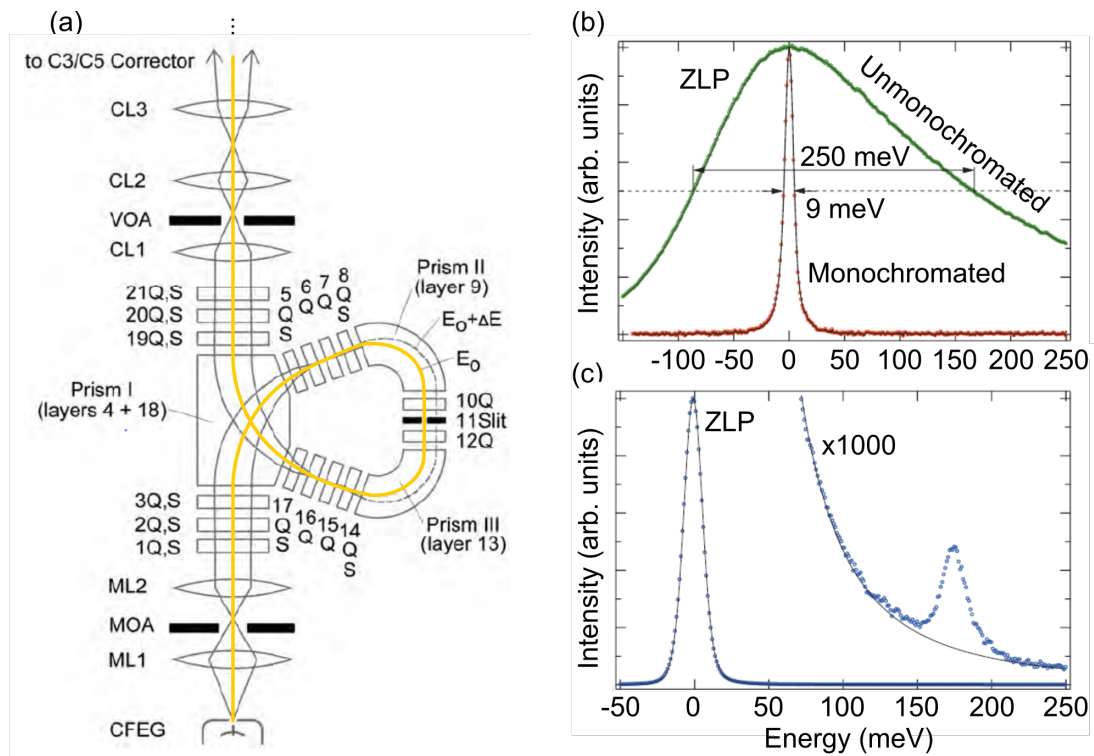 (a)
to C3/C5 Corrector
CL3
CL2
VOA
CL1
21Q,S
20Q,S
19Q,S
5
Q
S
6
Q
7
Q
8
Q
S
Prism II
(layer 9)
E₀+ΔE
E₀
Prism I
(layers 4 + 18)
10Q
11Slit
12Q
3Q,S
2Q,S
1Q,S
17
Q
S
16
Q
15
Q
14
Q
S
Prism III
(layer 13)
ML2
MOA
ML1
CFEG
(b)
Intensity (arb. units)
ZLP
Unmonochromated
250 meV
9 meV
Monochromated
-100 -50 0 50 100 150 200 250
(c)
Intensity (arb. units)
ZLP
x1000
-50 0 50 100 150 200 250
Energy (meV)